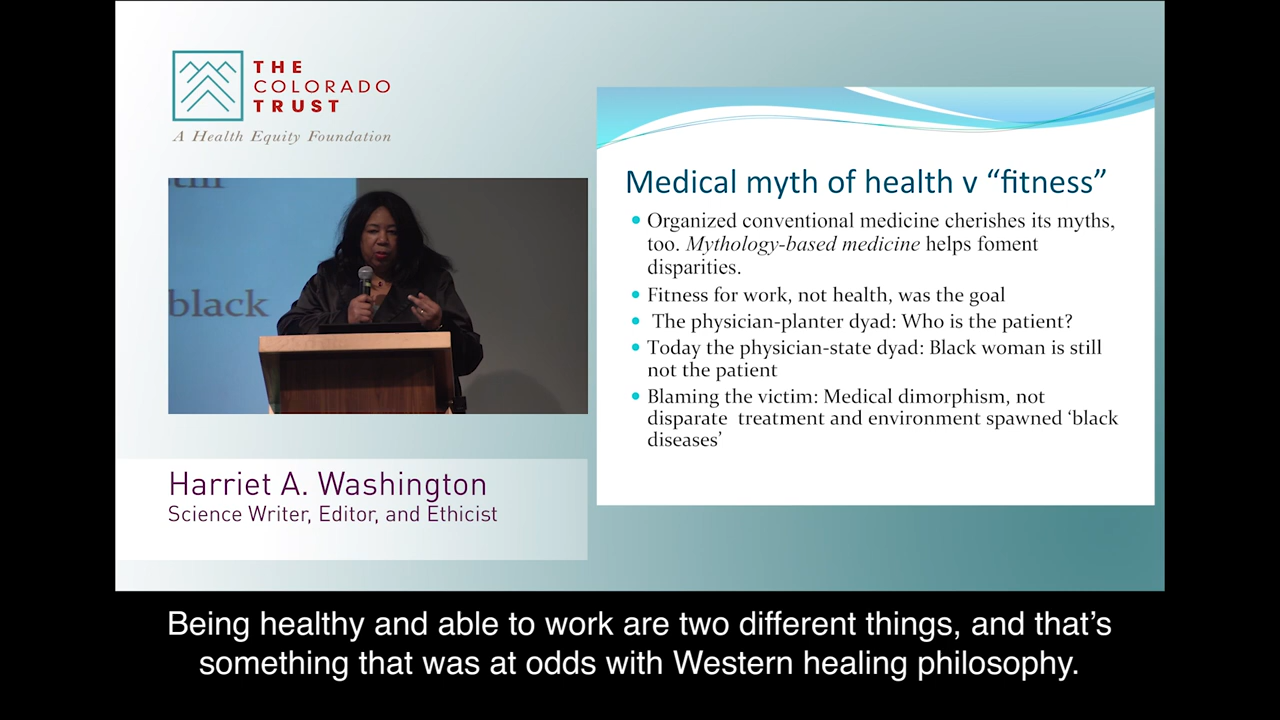 THE
COLORADO
TRUST
A Health Equity Foundation
black
Harriet A. Washington
Science Writer, Editor, and Ethicist
Medical myth of health v “fitness”
Organized conventional medicine cherishes its myths,
too. Mythology-based medicine helps foment
disparities.
Fitness for work, not health, was the goal
The physician-planter dyad: Who is the patient?
Today the physician-state dyad: Black woman is still
not the patient
Blaming the victim: Medical dimorphism, not
disparate treatment and environment spawned ‘black
diseases’
Being healthy and able to work are two different things, and that’s
something that was at odds with Western healing philosophy.